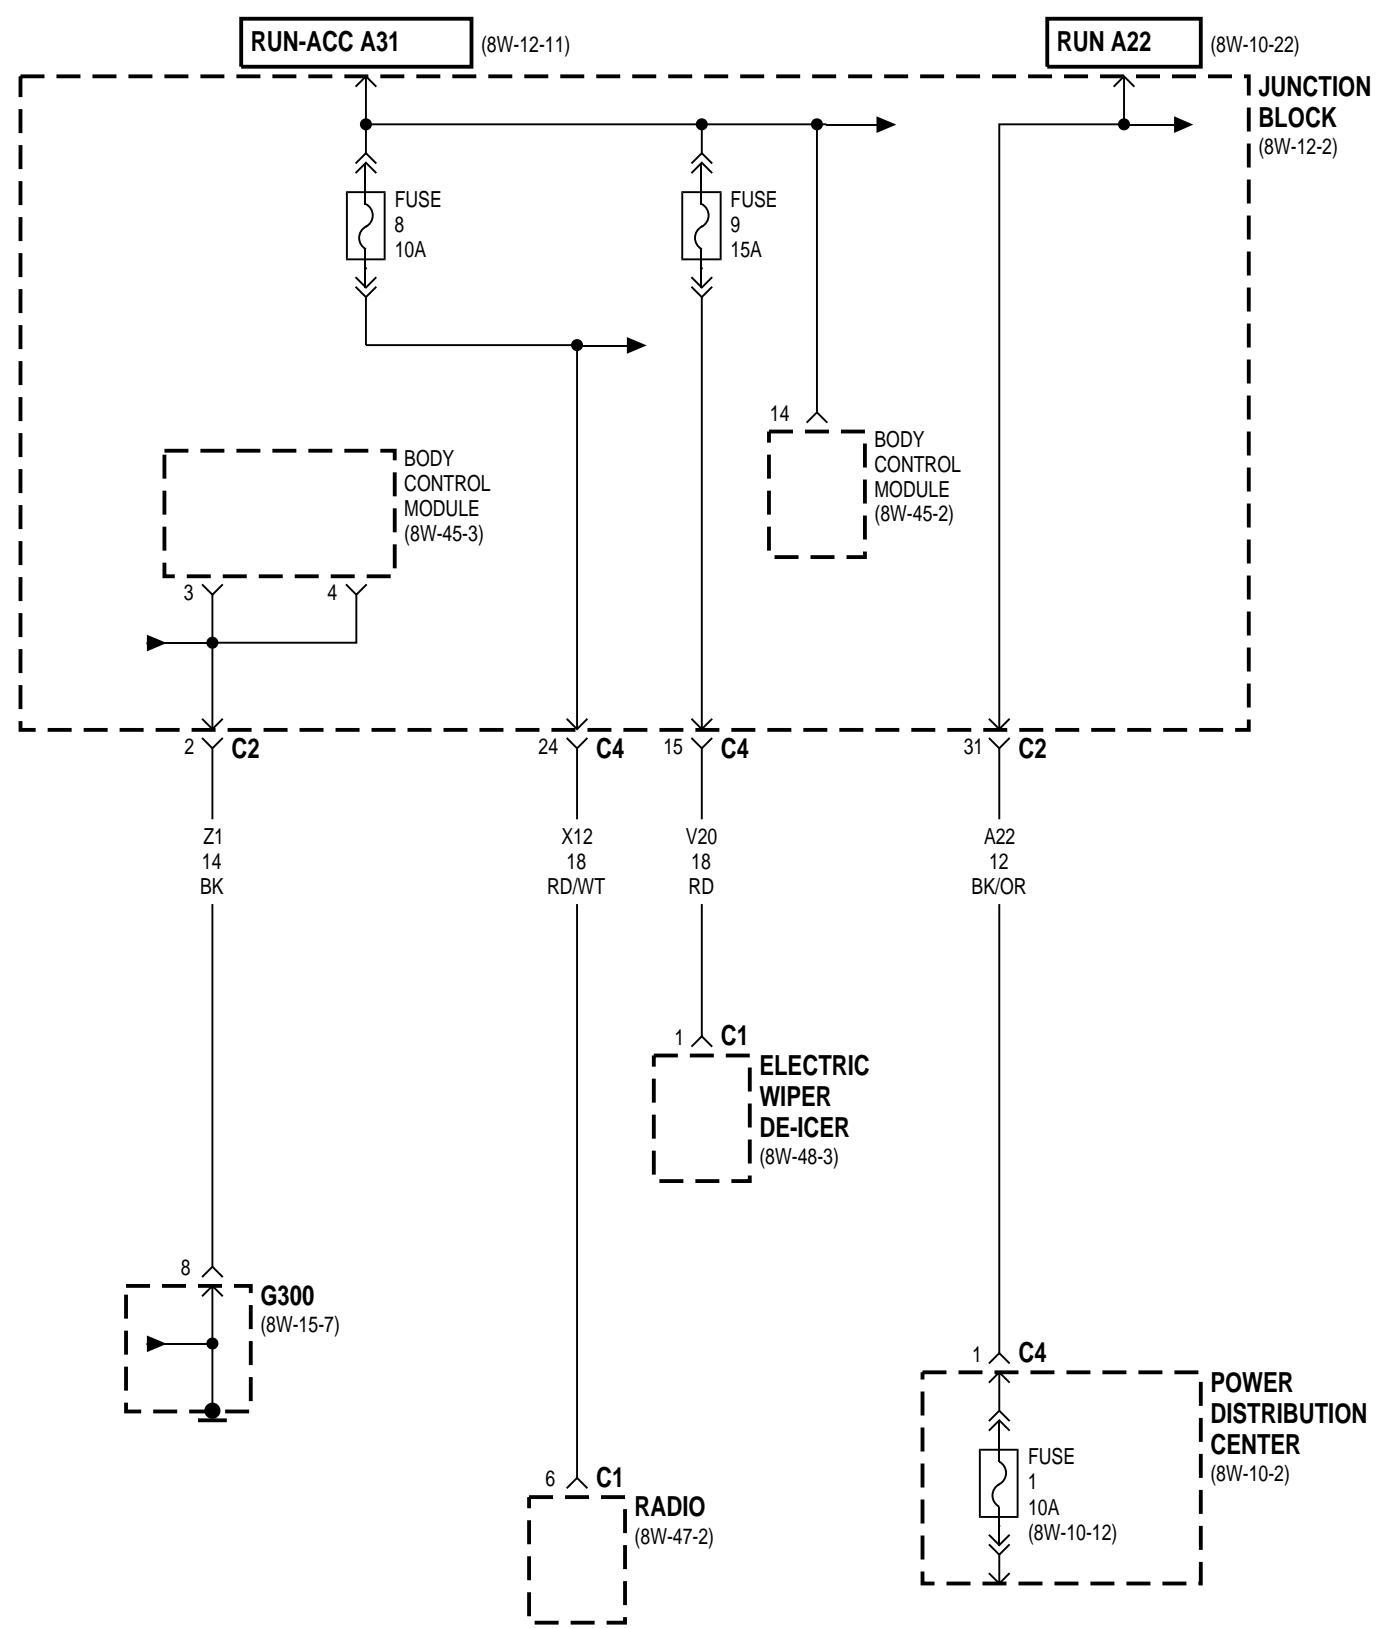 RUN-ACC A31
(8W-12-11)
RUN A22
(8W-10-22)
JUNCTION
BLOCK
(8W-12-2)
FUSE
8
10A
FUSE
9
15A
14
BODY
CONTROL
MODULE
(8W-45-2)
BODY
CONTROL
MODULE
(8W-45-3)
3
4
2
C2
24
C4
15
C4
31
C2
Z1
14
BK
X12
18
RD/WT
V20
18
RD
A22
12
BK/OR
1
C1
ELECTRIC
WIPER
DE-ICER
(8W-48-3)
8
G300
(8W-15-7)
1
C4
POWER
DISTRIBUTION
CENTER
(8W-10-2)
FUSE
1
10A
(8W-10-12)
6
C1
RADIO
(8W-47-2)